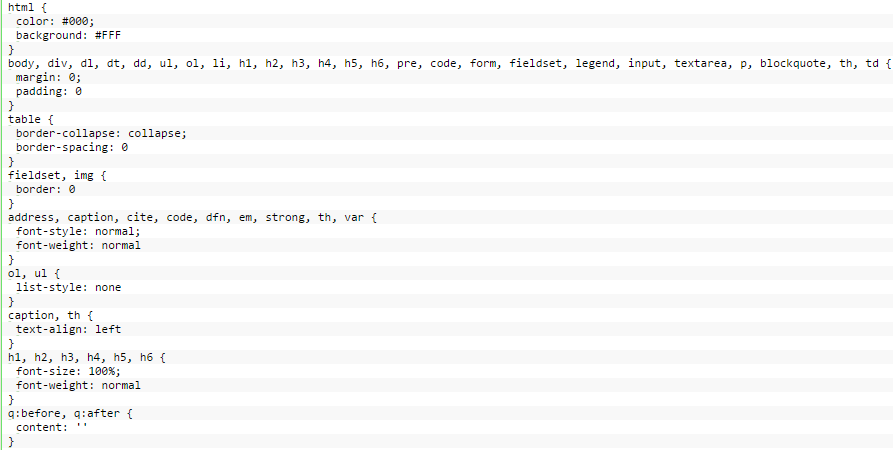 html {
 color: #000;
 background: #FFF
}
body, div, dl, dt, dd, ul, ol, li, h1, h2, h3, h4, h5, h6, pre, code, form, fieldset, legend, input, textarea, p, blockquote, th, td {
 margin: 0;
 padding: 0
}
table {
 border-collapse: collapse;
 border-spacing: 0
}
fieldset, img {
 border: 0
}
address, caption, cite, code, dfn, em, strong, th, var {
 font-style: normal;
 font-weight: normal
}
ol, ul {
 list-style: none
}
caption, th {
 text-align: left
}
h1, h2, h3, h4, h5, h6 {
 font-size: 100%;
 font-weight: normal
}
q:before, q:after {
 content: ''
}